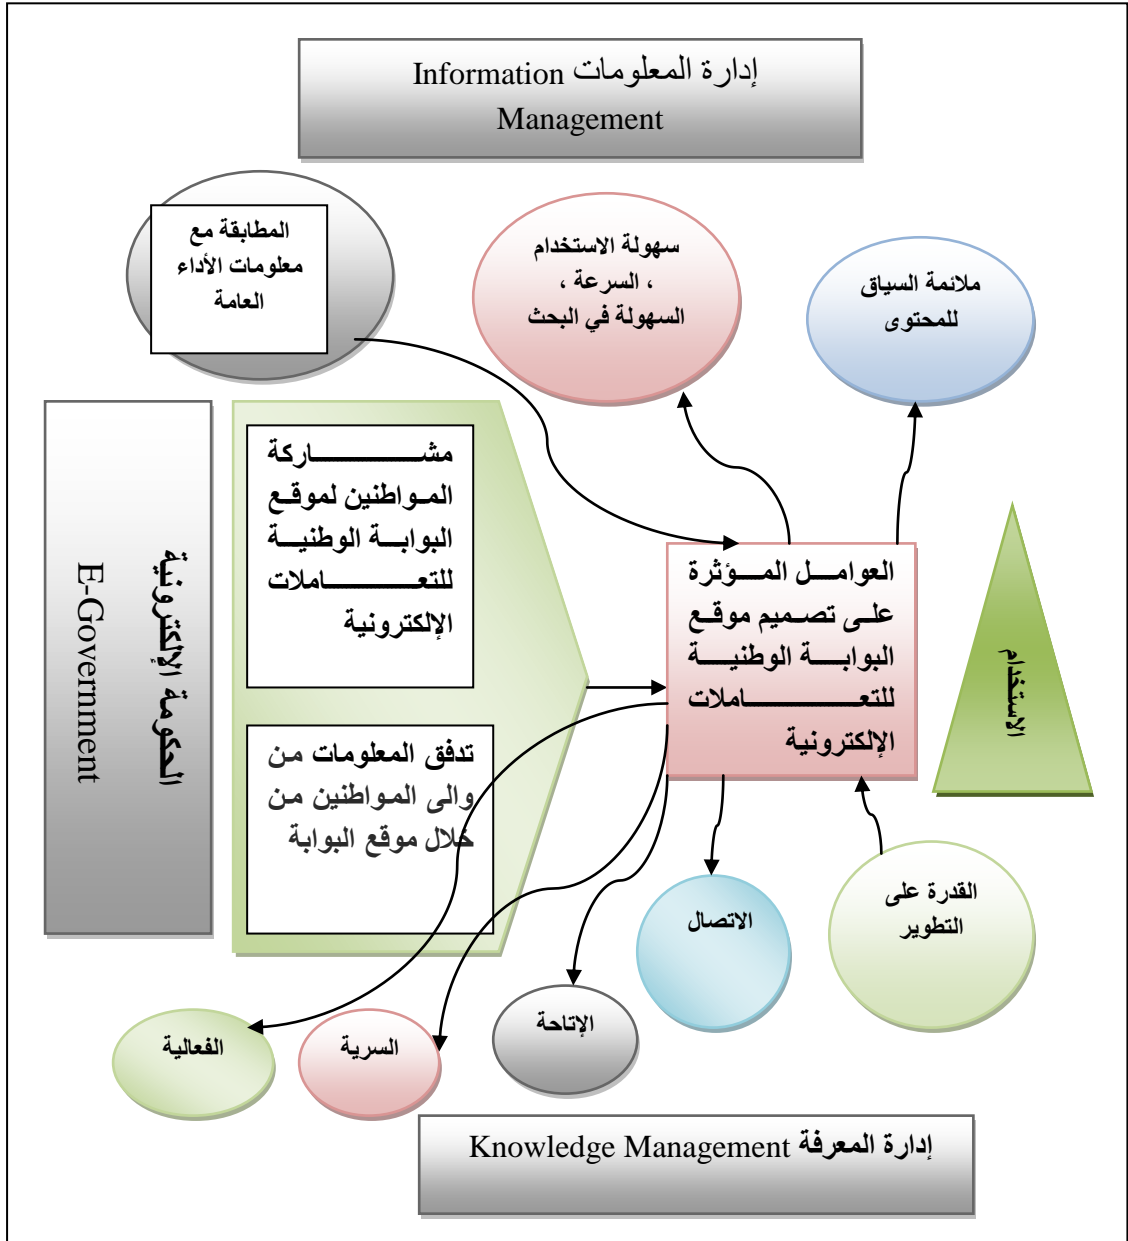 إدارة المعلومات Information
Management
المطابقة مع
معلومات الأداء
العامة
سهولة الاستخدام
، السرعة ،
السهولة في البحث
ملائمة السياق
للمحتوى
الحكومة الإلكترونية
E-Government
مشاركة
المواطنين لموقع
البوابة الوطنية
للتعاملات
الإلكترونية
تدفق المعلومات من
والى المواطنين من
خلال موقع البوابة
العوامل المؤثرة
على تصميم موقع
البوابة الوطنية
للتعاملات
الإلكترونية
الاستخدام
القدرة على
التطوير
الاتصال
الإتاحة
السرية
الفعالية
إدارة المعرفة Knowledge Management